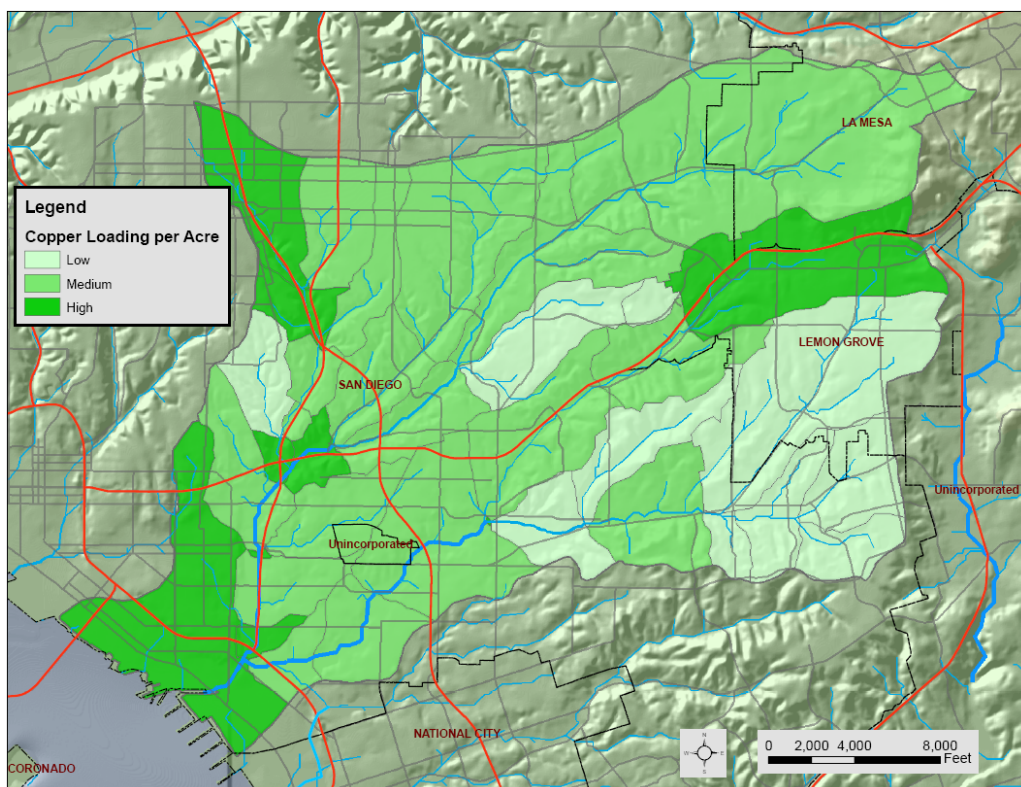 LA MESA
Legend
Copper Loading per Acre
Low
Medium
High
LEMON GROVE
SAN DIEGO
Unincorporated
Unincorporated
NATIONAL CITY
CORONADO
N
W E
S
0 2,000 4,000 8,000
Feet